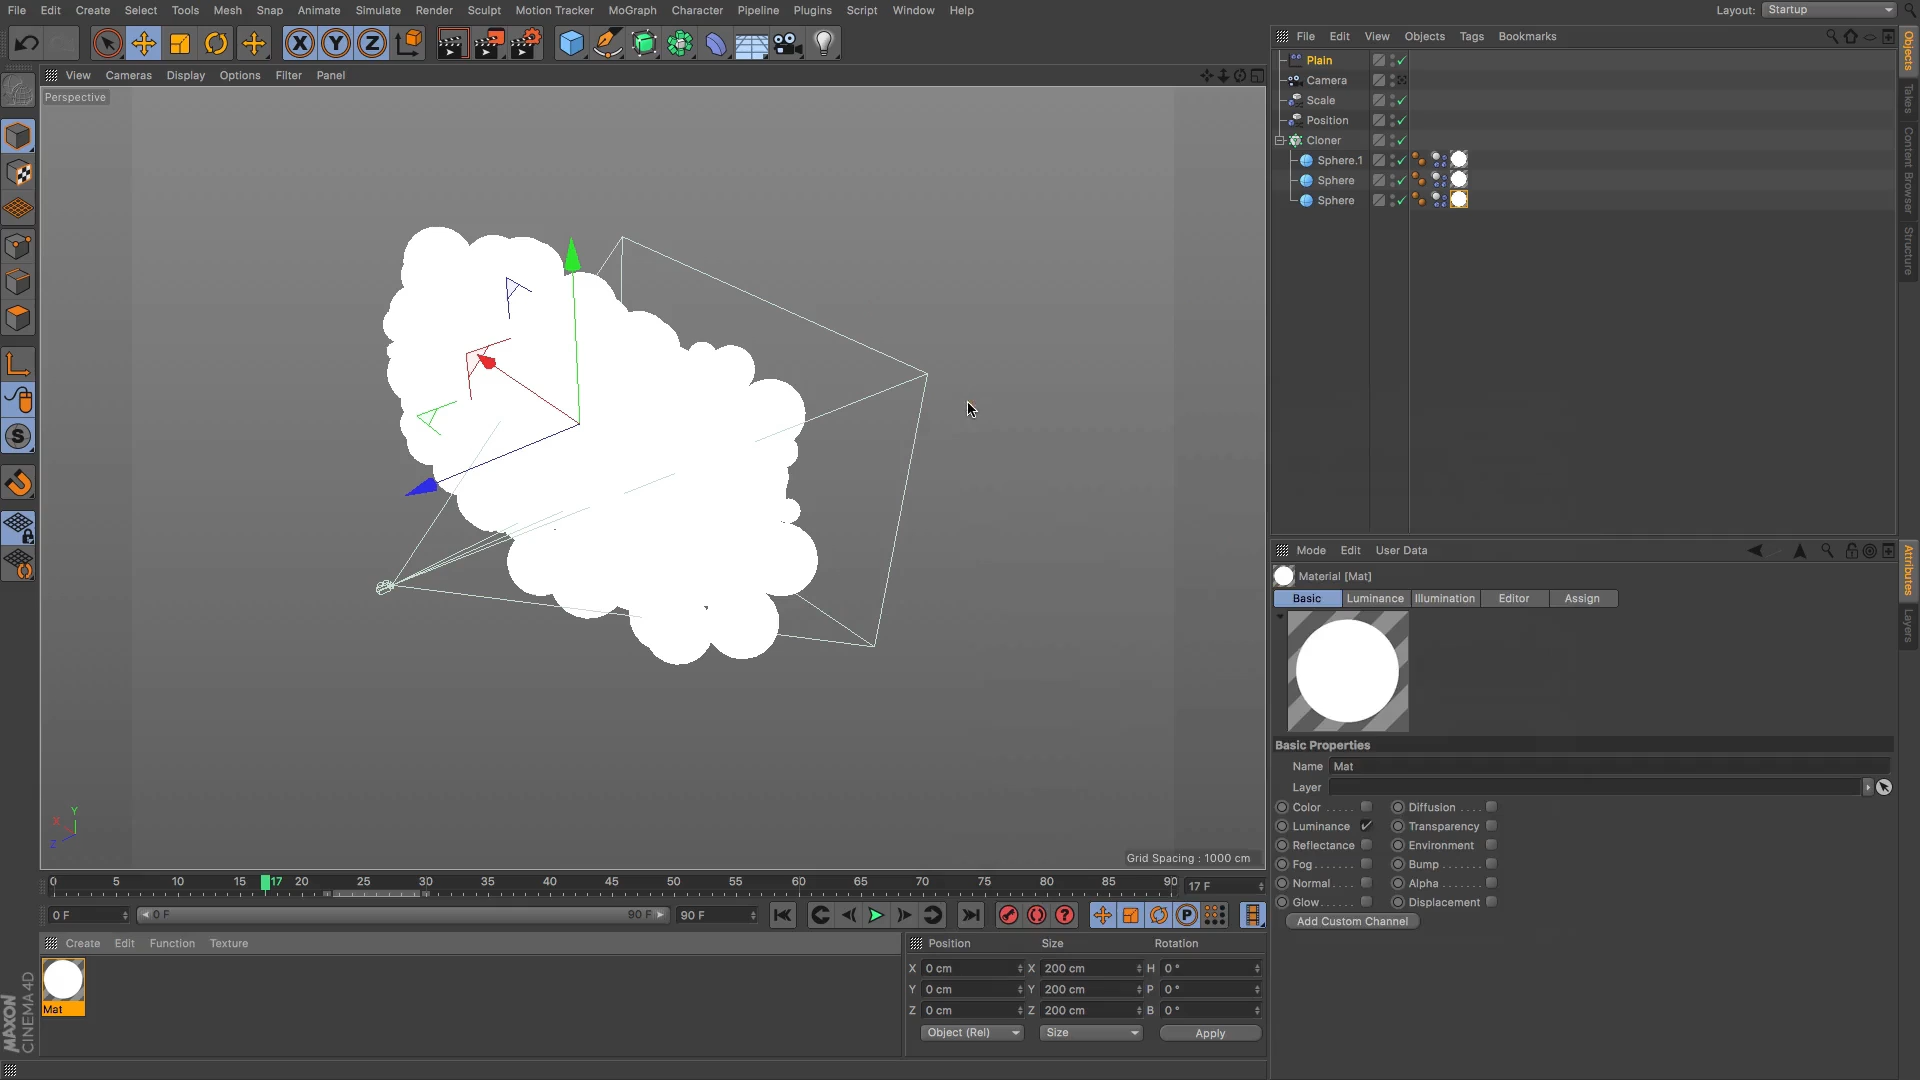 File Edit Create Select Tools Mesh Snap Animate Simulate Render Sculpt Motion Tracker MoGraph Character Pipeline Plugins Script Window Help
Layout: Startup
X Y Z
File Edit View Objects Tags Bookmarks
Plain
Camera
Scale
Position
Cloner
Sphere.1
Sphere
Sphere
Objects
Takes
Content Browser
Structure
View Cameras Display Options Filter Panel
Perspective
S
Y
X
Z
Grid Spacing : 1000 cm
Mode Edit User Data
Material [Mat]
Basic Luminance Illumination Editor Assign
Attributes
Layers
Basic Properties
Name Mat
Layer
Color . . . . . Diffusion . . . .
Luminance Transparency
Reflectance Environment
Fog . . . . . . Bump . . . . . . .
Normal . . . . Alpha . . . . . . .
Glow . . . . . Displacement
Add Custom Channel
0 5 10 15 17 20 25 30 35 40 45 50 55 60 65 70 75 80 85 90 17 F
0 F 0 F 90 F 90 F ? P
Create Edit Function Texture
Mat
MAXON
CINEMA 4D
Position Size Rotation
X 0 cm X 200 cm H 0 °
Y 0 cm Y 200 cm P 0 °
Z 0 cm Z 200 cm B 0 °
Object (Rel) Size Apply